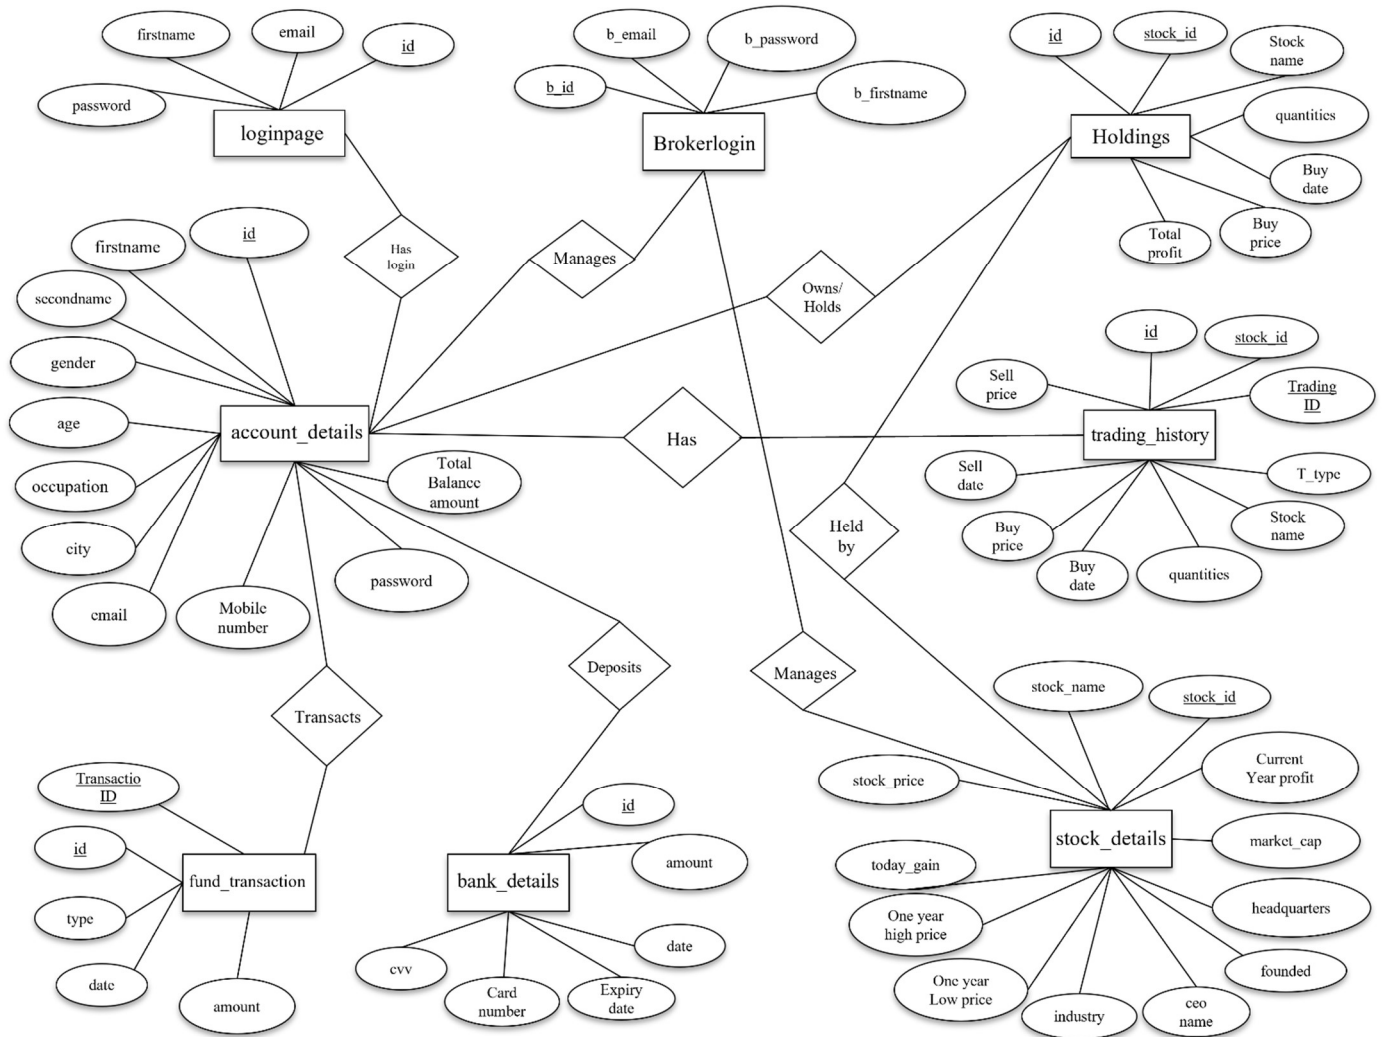 firstname
email
id
password
loginpage
b_email
b_password
b_id
b_firstname
Brokerlogin
id
stock_id
Stock
name
quantities
Holdings
Buy
date
Buy
price
Total
profit
firstname
id
secondname
gender
age
occupation
city
email
Mobile
number
password
Total
Balance
amount
account_details
Has
login
Manages
Owns/
Holds
Has
id
stock_id
Sell
price
Trading
ID
trading_history
Sell
date
T_type
Buy
price
Stock
name
Buy
date
quantities
Held
by
Transacts
Deposits
Manages
Transactio
ID
id
fund_transaction
type
date
amount
id
amount
bank_details
cvv
date
Card
number
Expiry
date
stock_name
stock_id
stock_price
Current
Year profit
stock_details
market_cap
today_gain
One year
high price
headquarters
One year
Low price
founded
industry
ceo
name